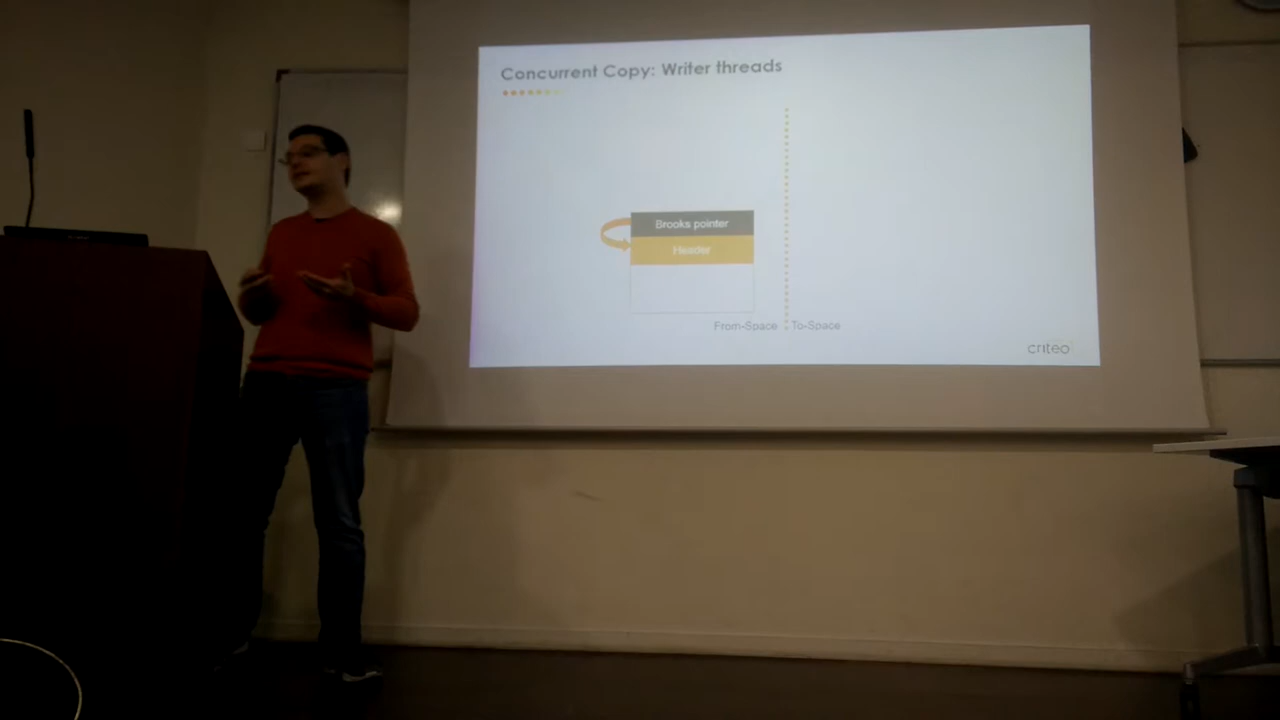 Concurrent Copy: Writer threads
Brooks pointer
Header
From-Space
To-Space
criteo